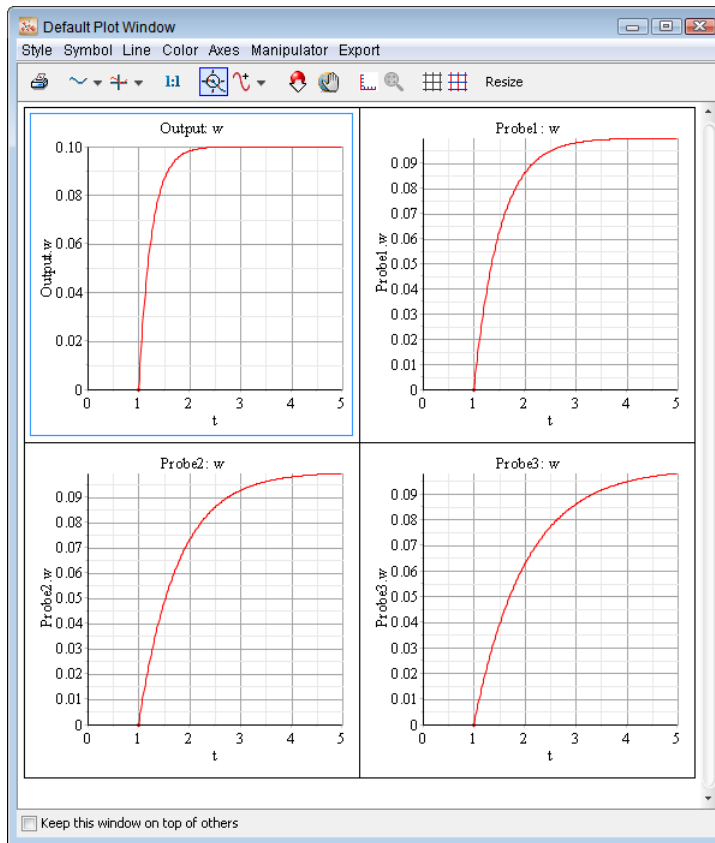 Default Plot Window
Style Symbol Line Color Axes Manipulator Export
1:1 Resize
Output: w
0.10
0.08
0.06
0.04
0.02
0
Output.w
0 1 2 3 4 5
t
Probe1: w
0.09
0.08
0.07
0.06
0.05
0.04
0.03
0.02
0.01
0
Probe1.w
0 1 2 3 4 5
t
Probe2: w
0.09
0.08
0.07
0.06
0.05
0.04
0.03
0.02
0.01
0
Probe2.w
0 1 2 3 4 5
t
Probe3: w
0.09
0.08
0.07
0.06
0.05
0.04
0.03
0.02
0.01
0
Probe3.w
0 1 2 3 4 5
t
Keep this window on top of others